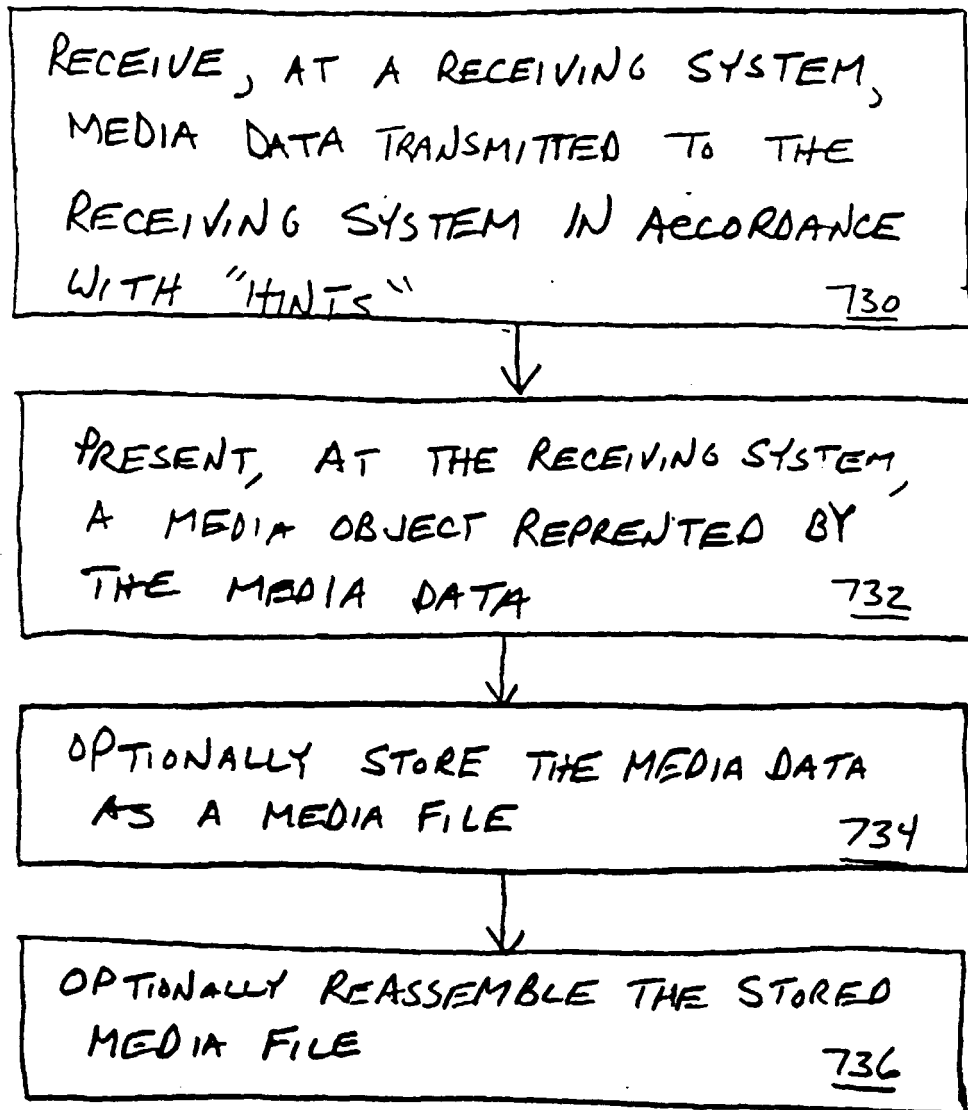 RECEIVE, AT A RECEIVING SYSTEM,
MEDIA DATA TRANSMITTED TO THE
RECEIVING SYSTEM IN ACCORDANCE
WITH "HINTS"
730
PRESENT, AT THE RECEIVING SYSTEM,
A MEDIA OBJECT REPRENTED BY
THE MEDIA DATA
732
OPTIONALLY STORE THE MEDIA DATA
AS A MEDIA FILE
734
OPTIONALLY REASSEMBLE THE STORED
MEDIA FILE
736